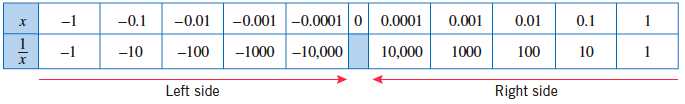 x −1 −0.1 −0.01 −0.001 −0.0001 0 0.0001 0.001 0.01 0.1 1
1/x −1 −10 −100 −1000 −10,000 10,000 1000 100 10 1
Left side Right side